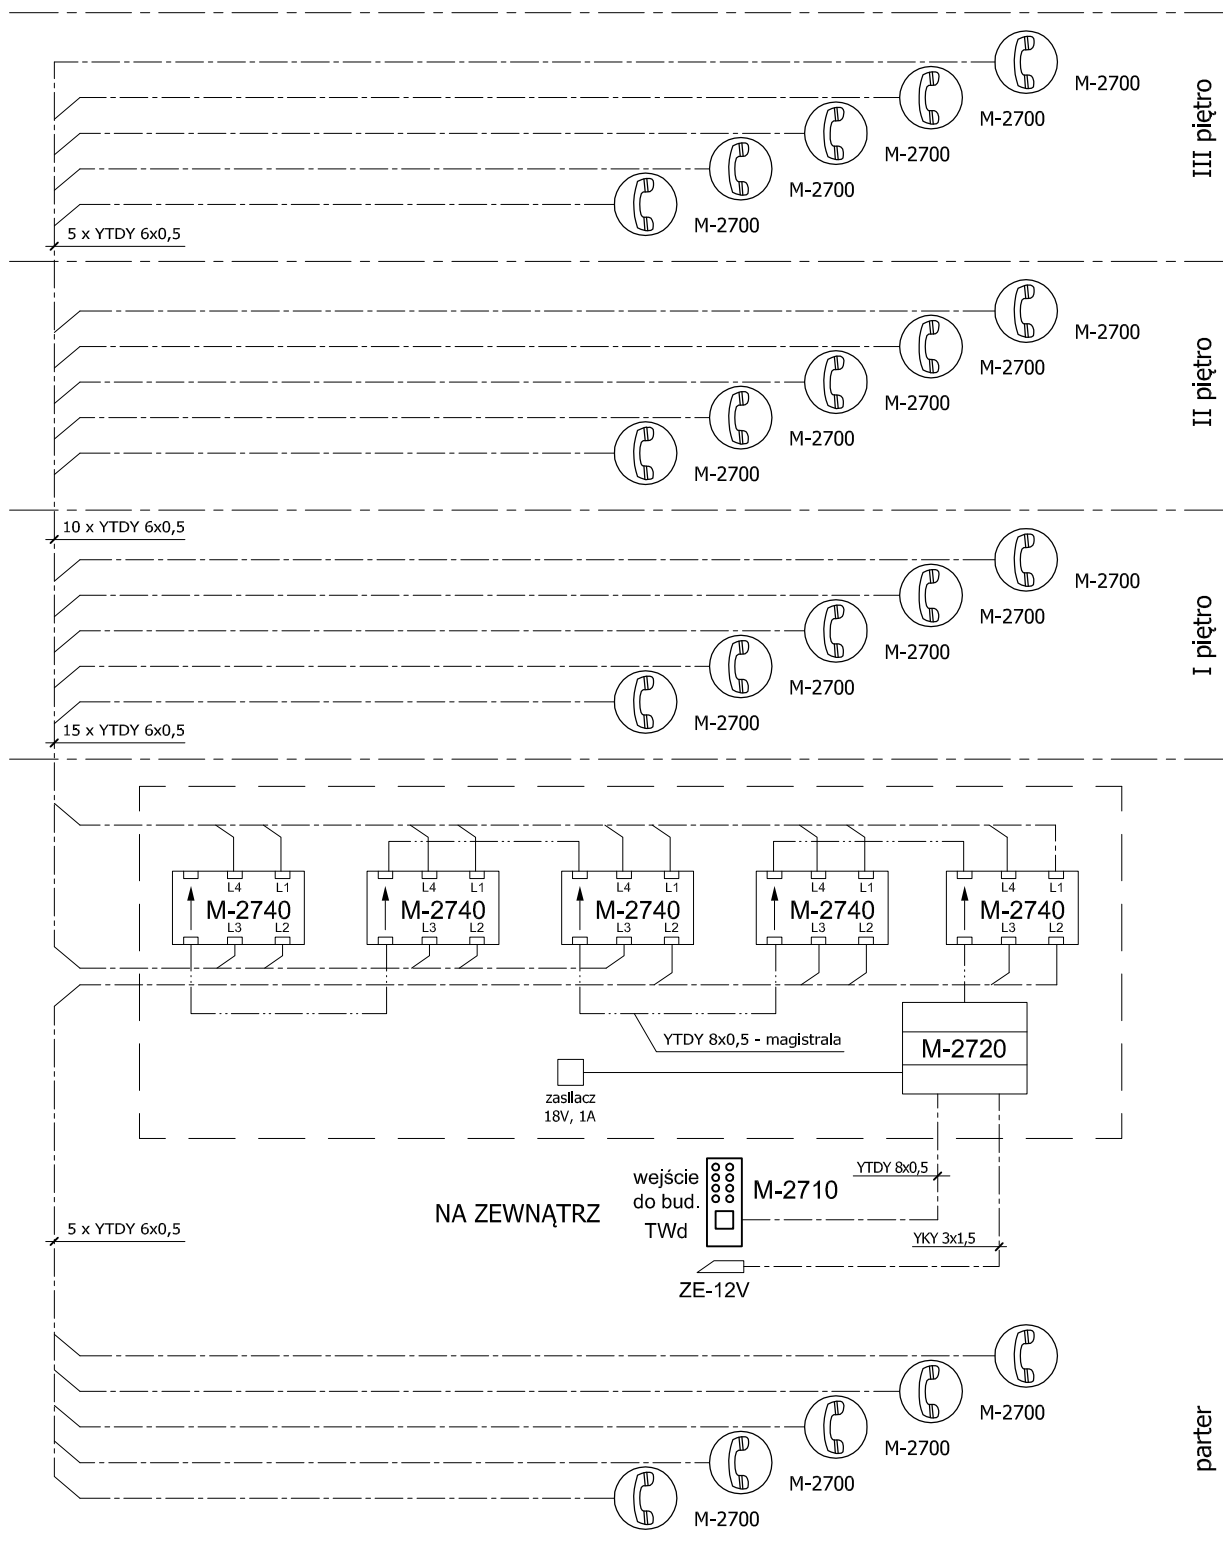 M-2700
M-2700
M-2700
M-2700
M-2700
III piętro
5 x YTDY 6x0,5
M-2700
M-2700
M-2700
M-2700
M-2700
II piętro
10 x YTDY 6x0,5
M-2700
M-2700
M-2700
M-2700
M-2700
I piętro
15 x YTDY 6x0,5
L4 L1
M-2740
L3 L2
L4 L1
M-2740
L3 L2
L4 L1
M-2740
L3 L2
L4 L1
M-2740
L3 L2
L4 L1
M-2740
L3 L2
YTDY 8x0,5 - magistrala
M-2720
zasilacz
18V, 1A
YTDY 8x0,5
wejście
do bud.
TWd
M-2710
NA ZEWNĄTRZ
YKY 3x1,5
ZE-12V
5 x YTDY 6x0,5
M-2700
M-2700
M-2700
M-2700
parter